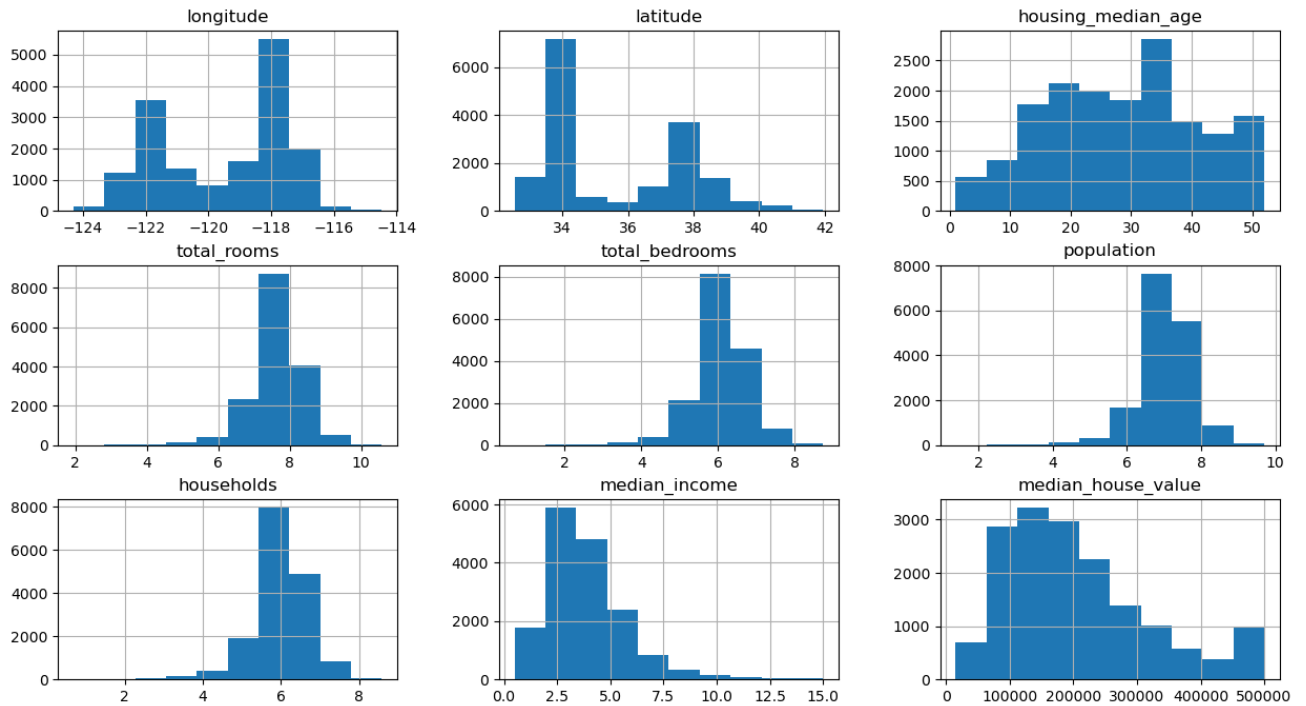 longitude
5000
4000
3000
2000
1000
0
−124 −122 −120 −118 −116 −114
latitude
6000
4000
2000
0
34 36 38 40 42
housing_median_age
2500
2000
1500
1000
500
0
0 10 20 30 40 50
total_rooms
8000
6000
4000
2000
0
2 4 6 8 10
total_bedrooms
8000
6000
4000
2000
0
2 4 6 8
population
8000
6000
4000
2000
0
2 4 6 8 10
households
8000
6000
4000
2000
0
2 4 6 8
median_income
6000
4000
2000
0
0.0 2.5 5.0 7.5 10.0 12.5 15.0
median_house_value
3000
2000
1000
0
0 100000 200000 300000 400000 500000